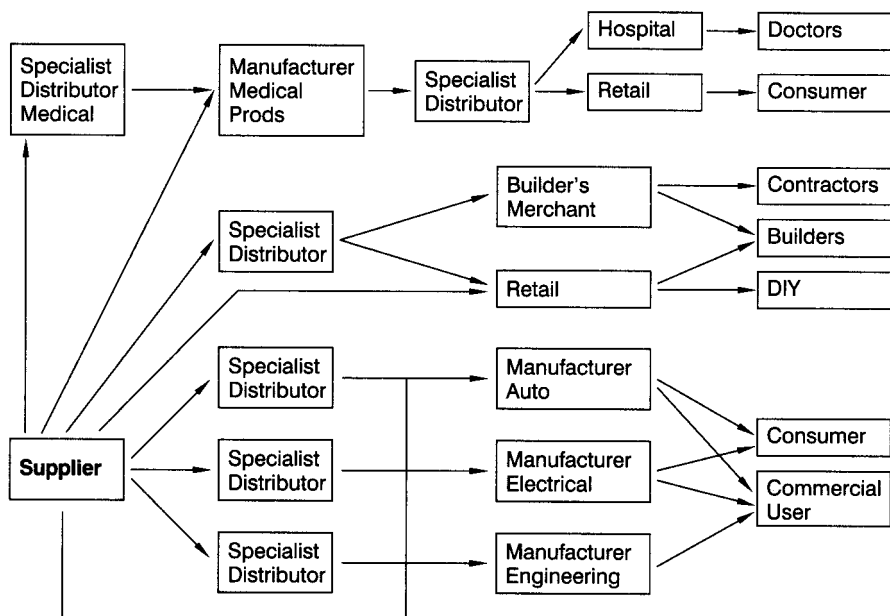 Hospital
Doctors
Specialist
Distributor
Medical
Manufacturer
Medical
Prods
Specialist
Distributor
Retail
Consumer
Builder's
Merchant
Contractors
Specialist
Distributor
Builders
Retail
DIY
Specialist
Distributor
Manufacturer
Auto
Consumer
Supplier
Specialist
Distributor
Manufacturer
Electrical
Commercial
User
Specialist
Distributor
Manufacturer
Engineering